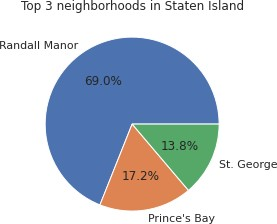 Top 3 neighborhoods in Staten Island
Randall Manor
69.0%
13.8%
St. George
17.2%
Prince's Bay